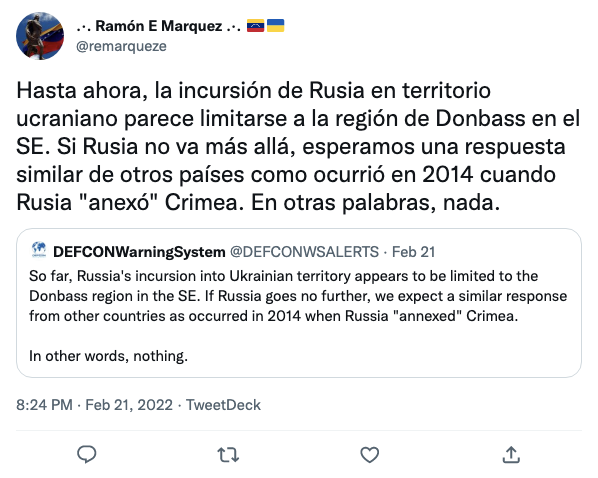 .·. Ramón E Marquez .·. 🇻🇪🇺🇦
@remarqueze
Hasta ahora, la incursión de Rusia en territorio
ucraniano parece limitarse a la región de Donbass en el
SE. Si Rusia no va más allá, esperamos una respuesta
similar de otros países como ocurrió en 2014 cuando
Rusia "anexó" Crimea. En otras palabras, nada.
DEFCONWarningSystem @DEFCONWSALERTS · Feb 21
So far, Russia's incursion into Ukrainian territory appears to be limited to the
Donbass region in the SE. If Russia goes no further, we expect a similar response
from other countries as occurred in 2014 when Russia "annexed" Crimea.
In other words, nothing.
8:24 PM · Feb 21, 2022 · TweetDeck